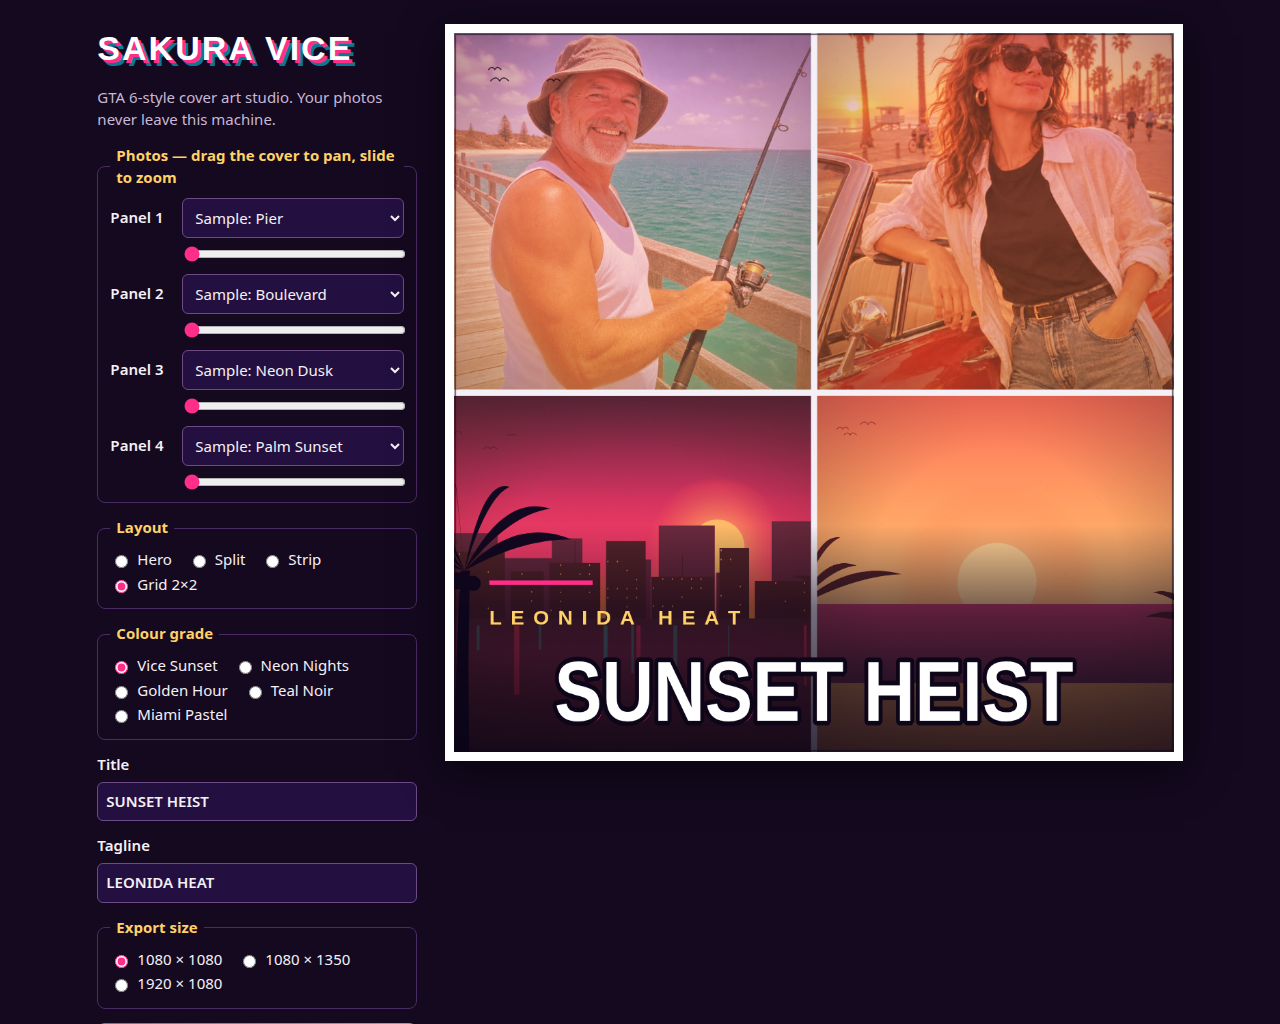 SAKURA VICE
GTA 6-style cover art studio. Your photos
never leave this machine.
Photos — drag the cover to pan, slide
to zoom
Panel 1
Sample: Pier
Panel 2
Sample: Boulevard
Panel 3
Sample: Neon Dusk
Panel 4
Sample: Palm Sunset
Layout
Hero Split Strip
Grid 2×2
Colour grade
Vice Sunset Neon Nights
Golden Hour Teal Noir
Miami Pastel
Title
SUNSET HEIST
Tagline
LEONIDA HEAT
Export size
1080 × 1080 1080 × 1350
1920 × 1080
LEONIDA HEAT
SUNSET HEIST